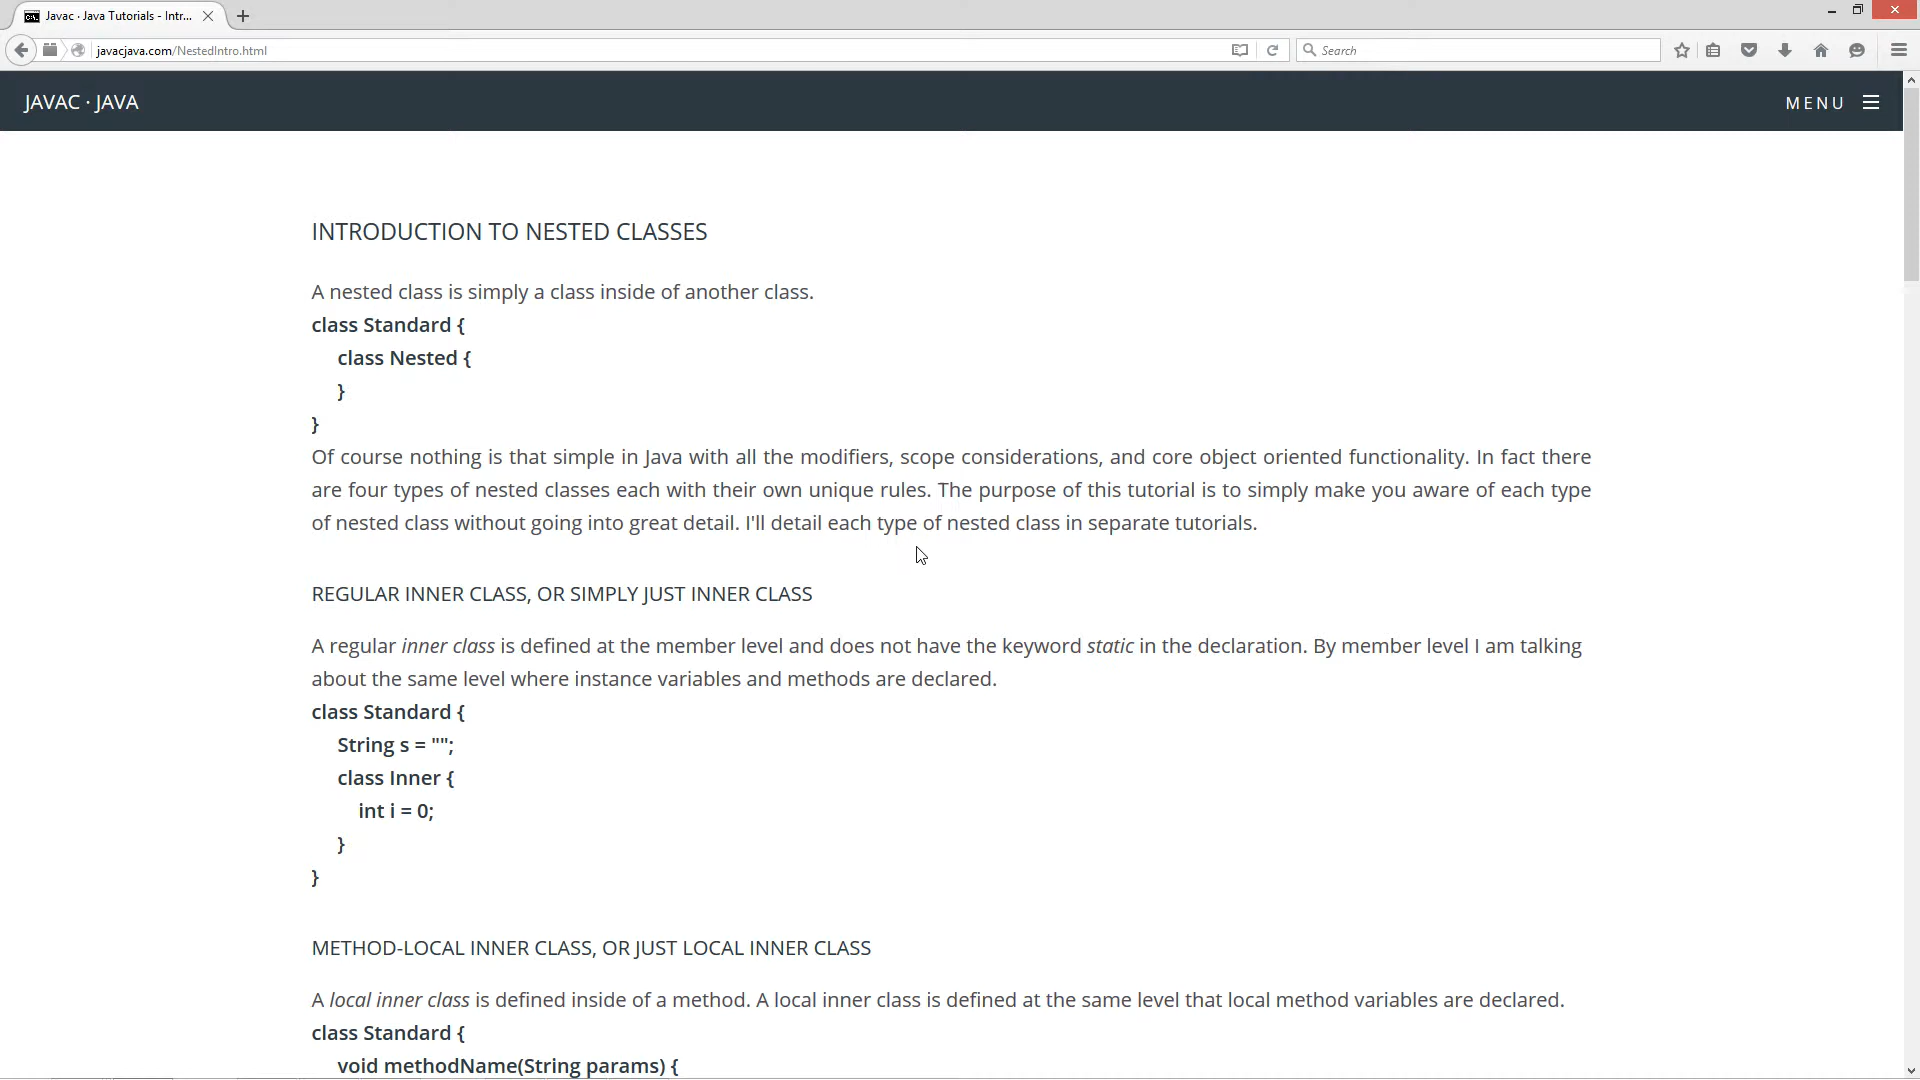 Javac · Java Tutorials - Intr...
javacjava.com/NestedIntro.html
Search
JAVAC · JAVA
MENU
INTRODUCTION TO NESTED CLASSES
A nested class is simply a class inside of another class.
class Standard {
class Nested {
}
}
Of course nothing is that simple in Java with all the modifiers, scope considerations, and core object oriented functionality. In fact there
are four types of nested classes each with their own unique rules. The purpose of this tutorial is to simply make you aware of each type
of nested class without going into great detail. I'll detail each type of nested class in separate tutorials.
REGULAR INNER CLASS, OR SIMPLY JUST INNER CLASS
A regular inner class is defined at the member level and does not have the keyword static in the declaration. By member level I am talking
about the same level where instance variables and methods are declared.
class Standard {
String s = "";
class Inner {
int i = 0;
}
}
METHOD-LOCAL INNER CLASS, OR JUST LOCAL INNER CLASS
A local inner class is defined inside of a method. A local inner class is defined at the same level that local method variables are declared.
class Standard {
void methodName(String params) {